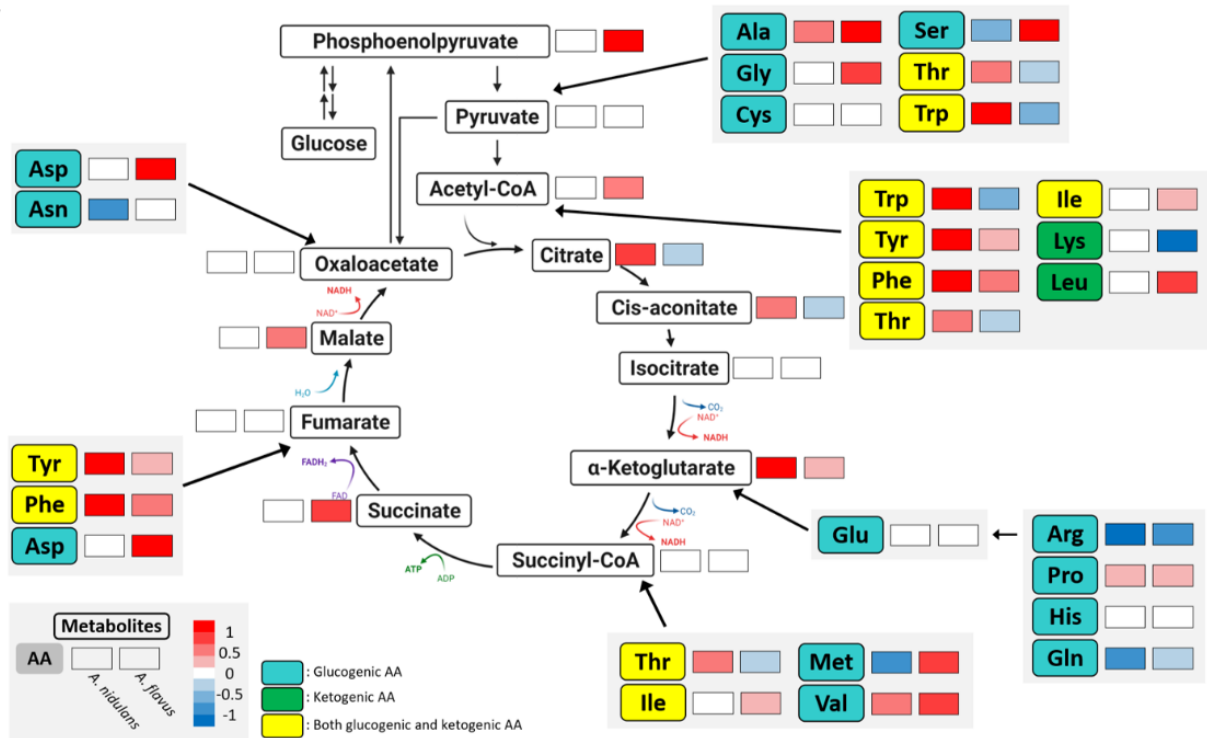 Phosphoenolpyruvate
Glucose
Pyruvate
Acetyl-CoA
Ala
Ser
Gly
Thr
Cys
Trp
Asp
Asn
Trp
Ile
Tyr
Lys
Phe
Leu
Thr
Oxaloacetate
Citrate
NADH
NAD⁺
Cis-aconitate
Malate
Isocitrate
H₂O
CO₂
NAD⁺
NADH
Fumarate
Tyr
Phe
Asp
FADH₂
FAD
α-Ketoglutarate
Succinate
CO₂
NAD⁺
NADH
Glu
Arg
Pro
His
Gln
Succinyl-CoA
ATP
ADP
Thr
Met
Ile
Val
Metabolites
AA
A. nidulans
A. flavus
1
0.5
0
-0.5
-1
: Glucogenic AA
: Ketogenic AA
: Both glucogenic and ketogenic AA